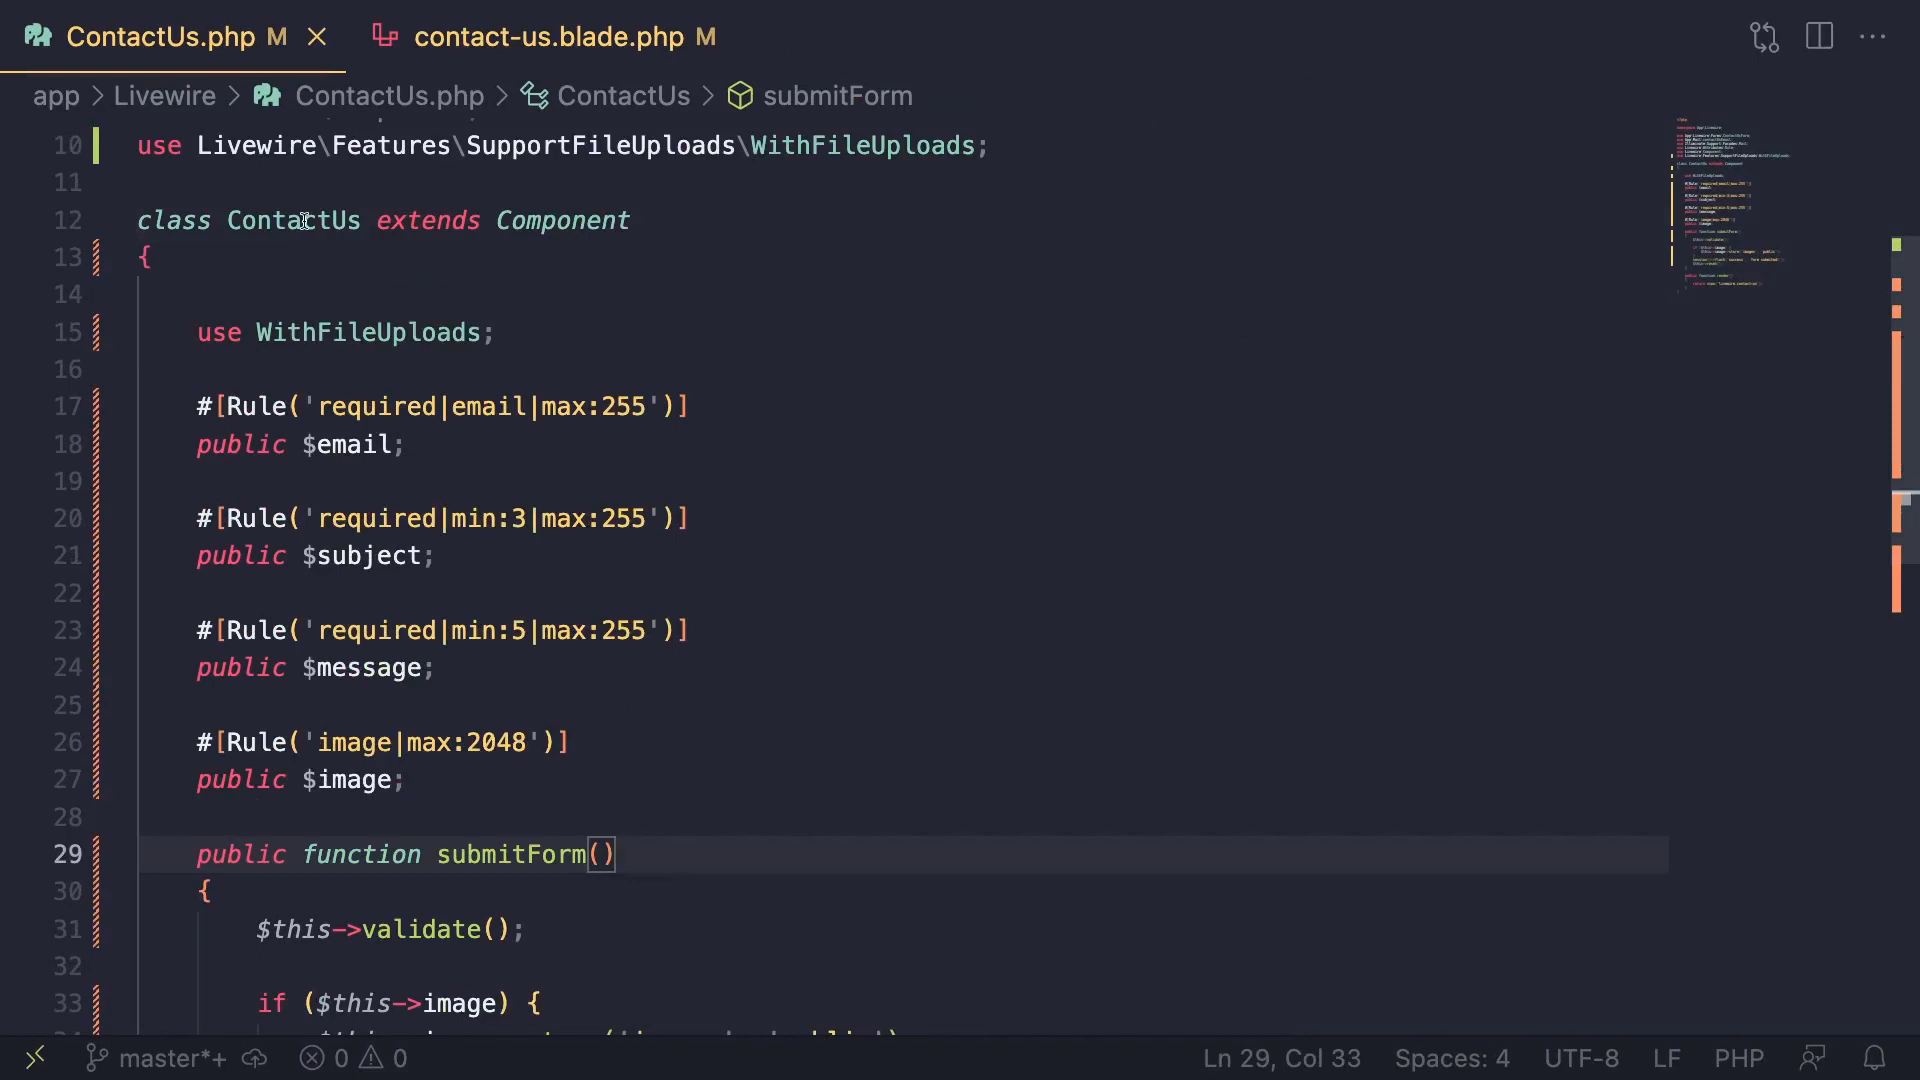 ContactUs.php M
contact-us.blade.php M
app > Livewire > ContactUs.php > ContactUs > submitForm
10 use Livewire\Features\SupportFileUploads\WithFileUploads;
11
12 class ContactUs extends Component
13 {
14
15 use WithFileUploads;
16
17 #[Rule('required|email|max:255')]
18 public $email;
19
20 #[Rule('required|min:3|max:255')]
21 public $subject;
22
23 #[Rule('required|min:5|max:255')]
24 public $message;
25
26 #[Rule('image|max:2048')]
27 public $image;
28
29 public function submitForm()
30 {
31 $this->validate();
32
33 if ($this->image) {
master*+ 0 0 Ln 29, Col 33 Spaces: 4 UTF-8 LF PHP